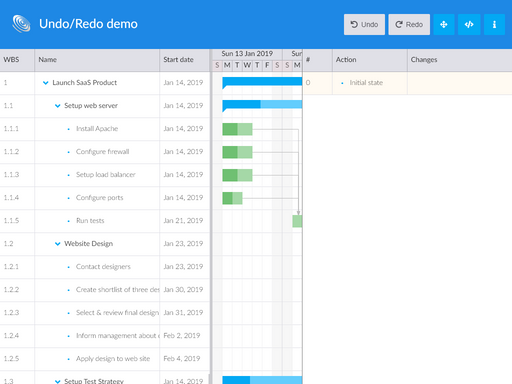 Undo/Redo demo
Undo
Redo
WBS Name Start date Sun 13 Jan 2019 Sun # Action Changes
S M T W T F S S M
1 Launch SaaS Product Jan 14, 2019 0 Initial state
1.1 Setup web server Jan 14, 2019
1.1.1 Install Apache Jan 14, 2019
1.1.2 Configure firewall Jan 14, 2019
1.1.3 Setup load balancer Jan 14, 2019
1.1.4 Configure ports Jan 14, 2019
1.1.5 Run tests Jan 21, 2019
1.2 Website Design Jan 23, 2019
1.2.1 Contact designers Jan 23, 2019
1.2.2 Create shortlist of three des Jan 30, 2019
1.2.3 Select & review final design Jan 31, 2019
1.2.4 Inform management about Feb 2, 2019
1.2.5 Apply design to web site Feb 4, 2019
1.3 Setup Test Strategy Jan 14, 2019